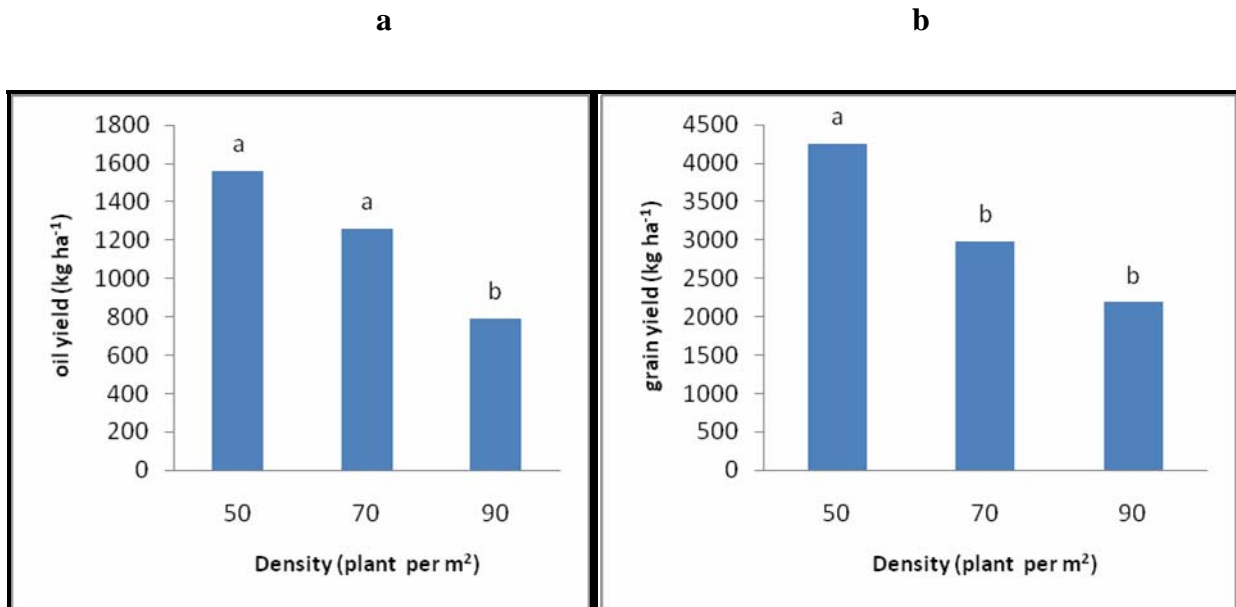 a
b
oil yield (kg ha⁻¹)
1800
1600
1400
1200
1000
800
600
400
200
0
a
a
b
50 70 90
Density (plant per m²)
grain yield (kg ha⁻¹)
4500
4000
3500
3000
2500
2000
1500
1000
500
0
a
b
b
50 70 90
Density (plant per m²)